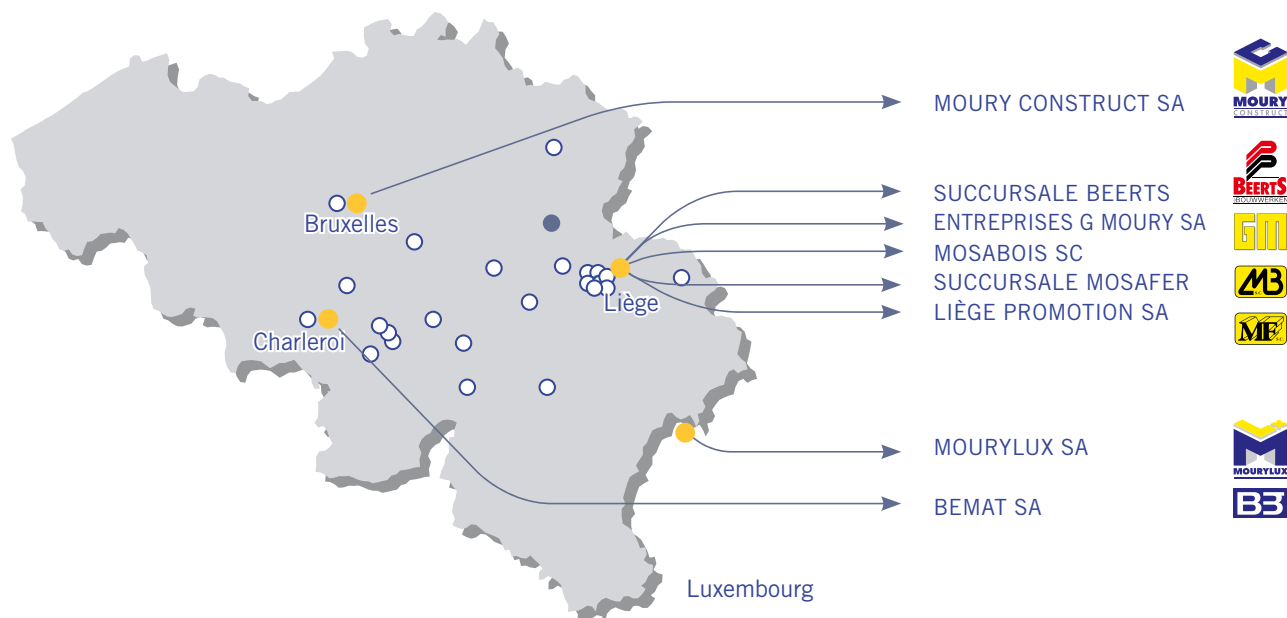 MOURY CONSTRUCT SA
MOURY
CONSTRUCT
BEERTS
BOUWWERKEN
SUCCURSALE BEERTS
ENTREPRISES G MOURY SA
GM
MOSABOIS SC
SUCCURSALE MOSAFER
MB
LIÈGE PROMOTION SA
MF
Bruxelles
Liège
Charleroi
MOURYLUX SA
MOURYLUX
BEMAT SA
B3
Luxembourg